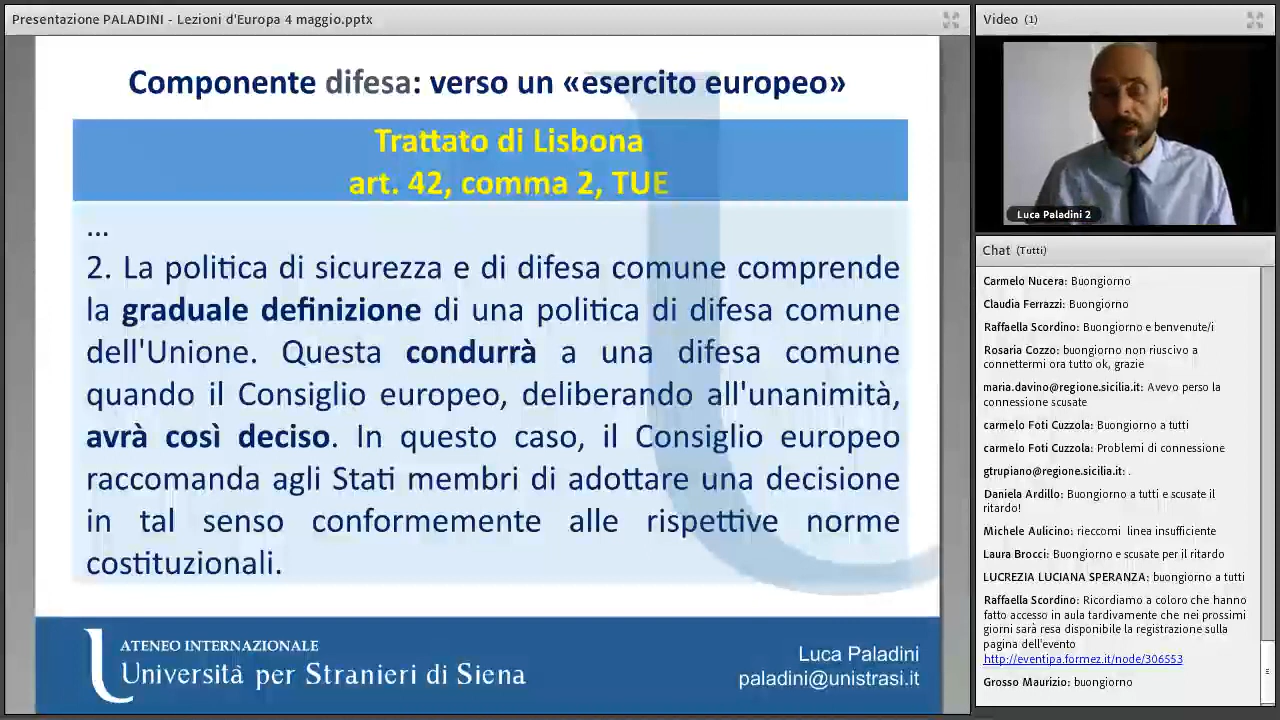 Presentazione PALADINI - Lezioni d'Europa 4 maggio.pptx
Componente difesa: verso un «esercito europeo»
Trattato di Lisbona
art. 42, comma 2, TUE
...
2. La politica di sicurezza e di difesa comune comprende
la graduale definizione di una politica di difesa comune
dell'Unione. Questa condurrà a una difesa comune
quando il Consiglio europeo, deliberando all'unanimità,
avrà così deciso. In questo caso, il Consiglio europeo
raccomanda agli Stati membri di adottare una decisione
in tal senso conformemente alle rispettive norme
costituzionali.
ATENEO INTERNAZIONALE
Università per Stranieri di Siena
Luca Paladini
paladini@unistrasi.it
Video (1)
Luca Paladini 2
Chat (Tutti)
Carmelo Nucera: Buongiorno
Claudia Ferrazzi: Buongiorno
Raffaella Scordino: Buongiorno e benvenute/i
Rosaria Cozzo: buongiorno non riuscivo a
connettermi ora tutto ok, grazie
maria.davino@regione.sicilia.it: Avevo perso la
connessione scusate
carmelo Foti Cuzzola: Buongiorno a tutti
carmelo Foti Cuzzola: Problemi di connessione
gtrupiano@regione.sicilia.it: .
Daniela Ardillo: Buongiorno a tutti e scusate il
ritardo!
Michele Aulicino: rieccomi linea insufficiente
Laura Brocci: Buongiorno e scusate per il ritardo
LUCREZIA LUCIANA SPERANZA: buongiorno a tutti
Raffaella Scordino: Ricordiamo a coloro che hanno
fatto accesso in aula tardivamente che nei prossimi
giorni sarà resa disponibile la registrazione sulla
pagina dell'evento
http://eventipa.formez.it/node/306553
Grosso Maurizio: buongiorno